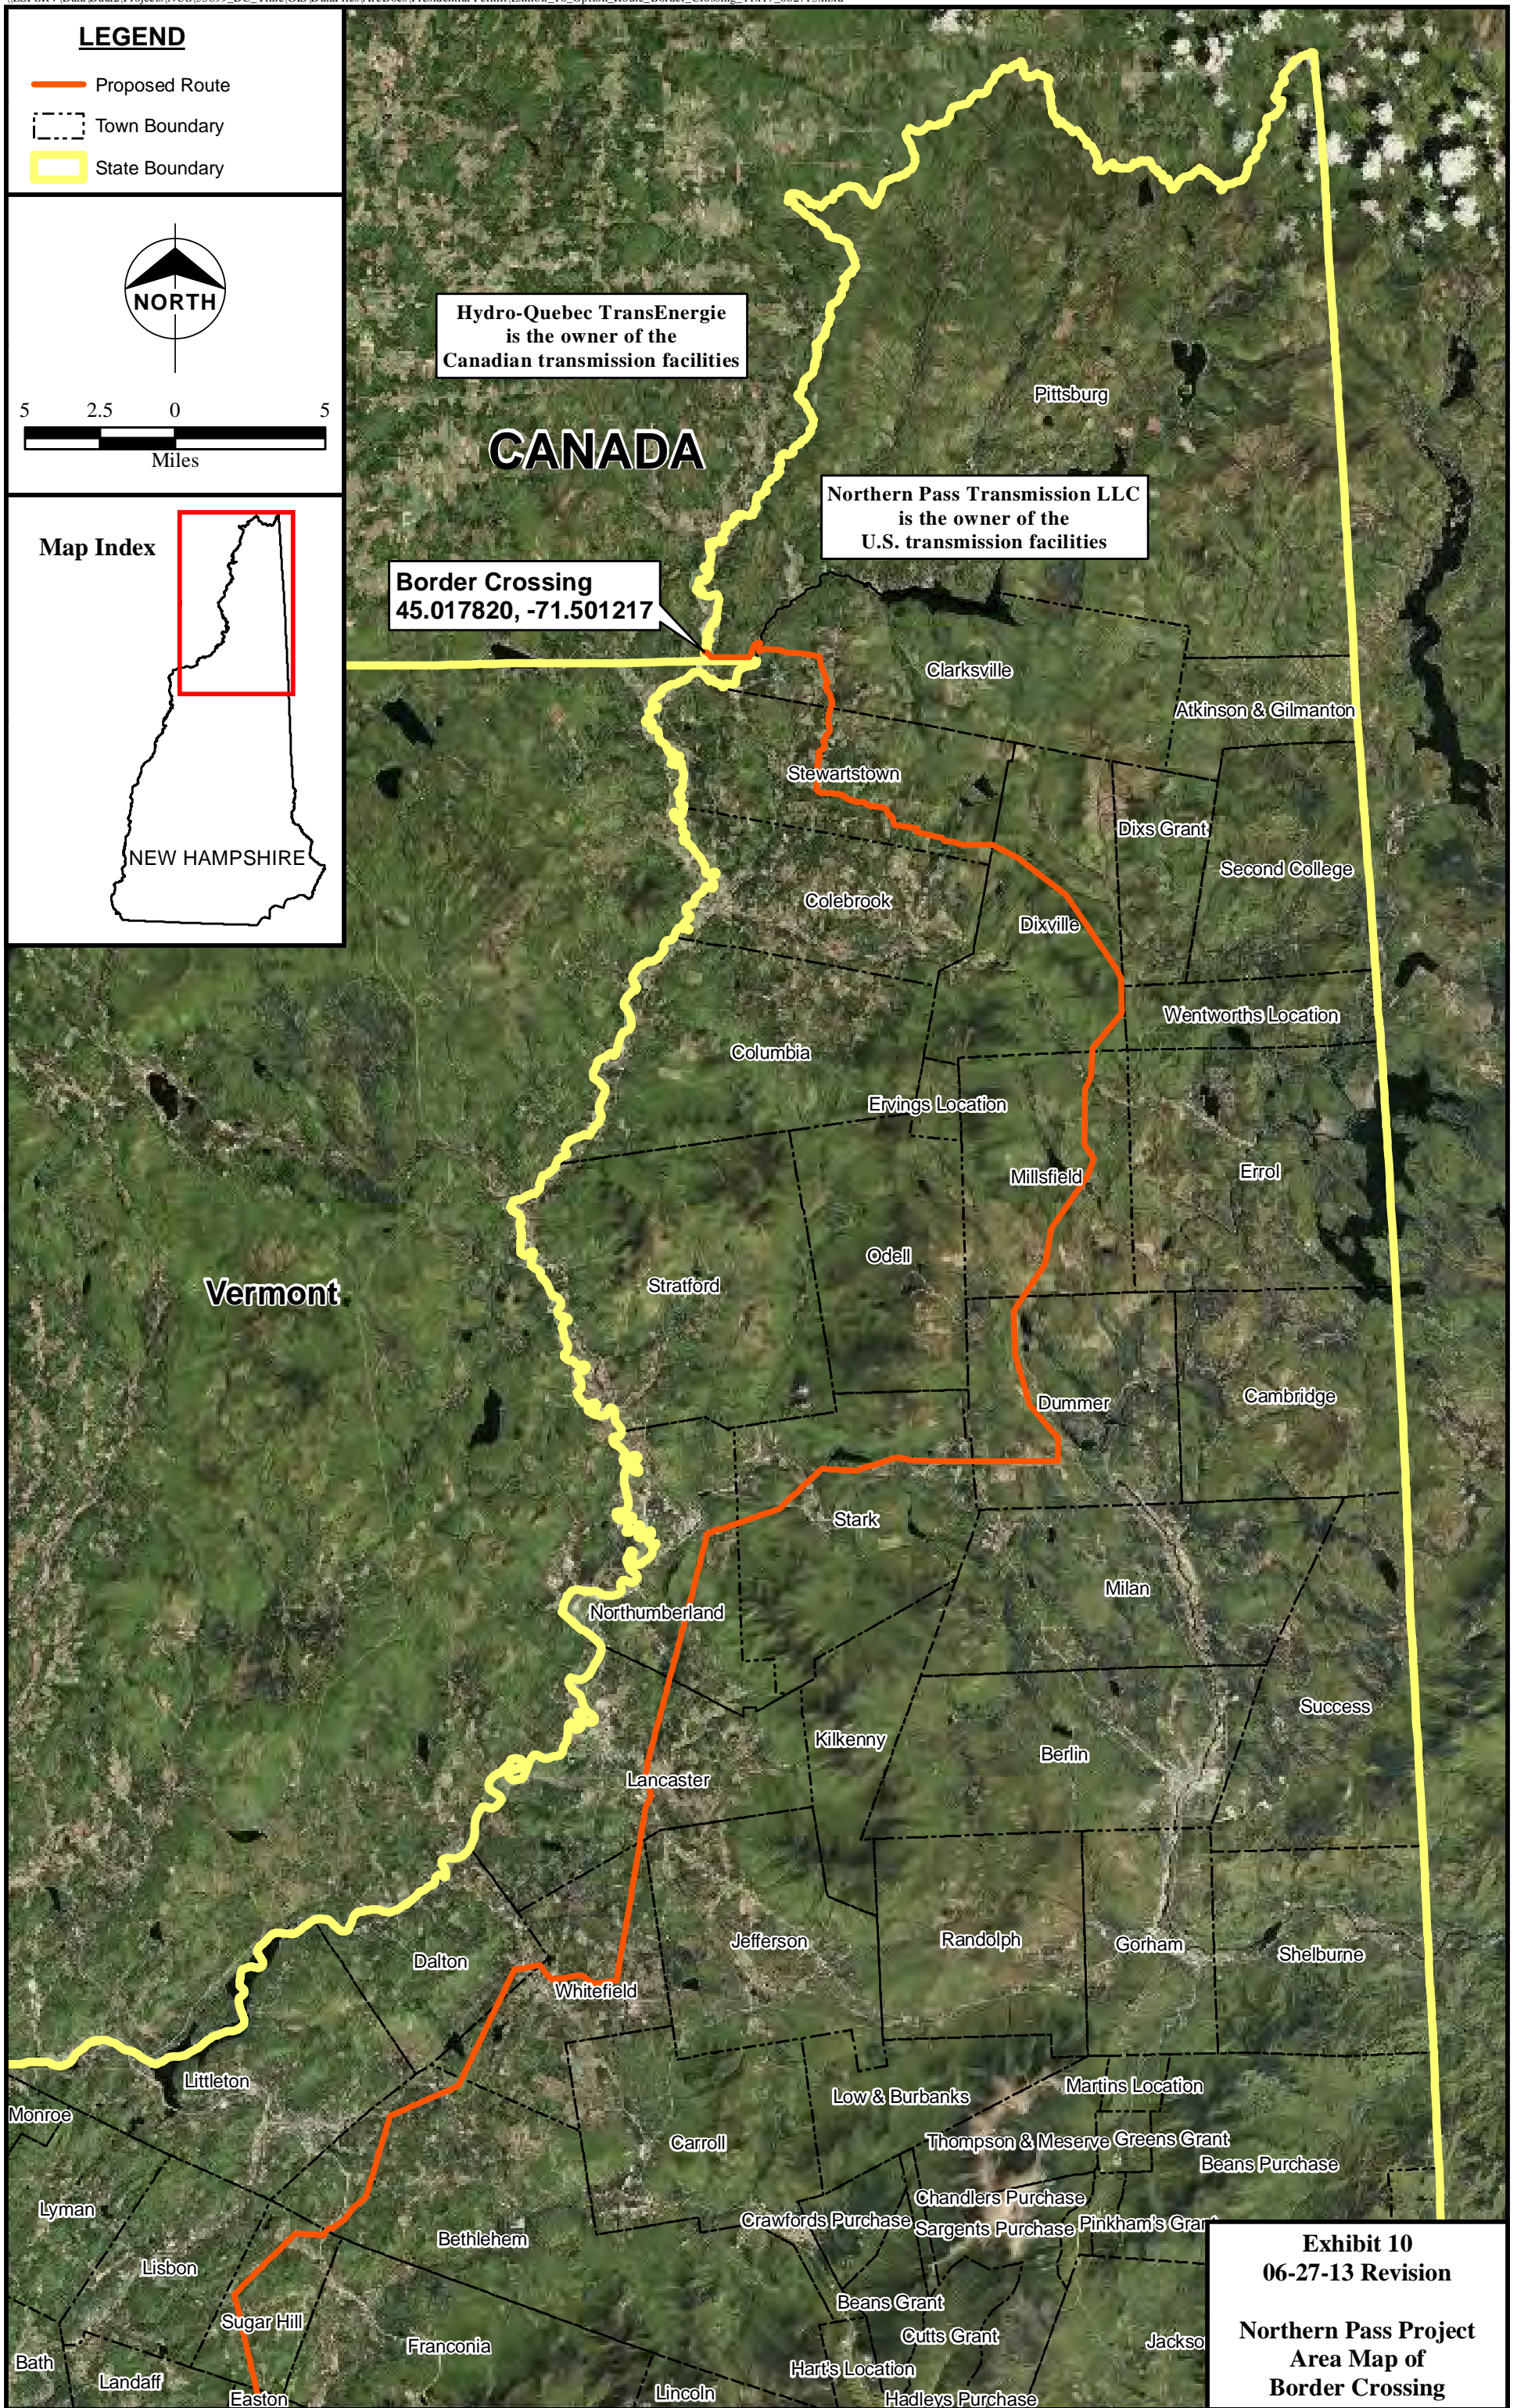 LEGEND
Proposed Route
Town Boundary
State Boundary
NORTH
5 2.5 0 5
Miles
Map Index
NEW HAMPSHIRE
Hydro-Quebec TransEnergie
is the owner of the
Canadian transmission facilities
CANADA
Pittsburg
Northern Pass Transmission LLC
is the owner of the
U.S. transmission facilities
Border Crossing
45.017820, -71.501217
Clarksville
Atkinson & Gilmanton
Stewartstown
Dixs Grant
Second College
Colebrook
Dixville
Wentworths Location
Columbia
Ervings Location
Millsfield
Errol
Odell
Stratford
Vermont
Dummer
Cambridge
Stark
Milan
Northumberland
Success
Kilkenny
Berlin
Lancaster
Jefferson
Randolph
Gorham
Shelburne
Dalton
Whitefield
Littleton
Low & Burbanks
Martins Location
Monroe
Carroll
Thompson & Meserve
Greens Grant
Beans Purchase
Lyman
Chandlers Purchase
Crawfords Purchase
Sargents Purchase
Pinkham's Gran
Bethlehem
Lisbon
Beans Grant
Sugar Hill
Cutts Grant
Franconia
Jackso
Bath
Landaff
Hart's Location
Easton
Lincoln
Hadleys Purchase
Exhibit 10
06-27-13 Revision
Northern Pass Project
Area Map of
Border Crossing